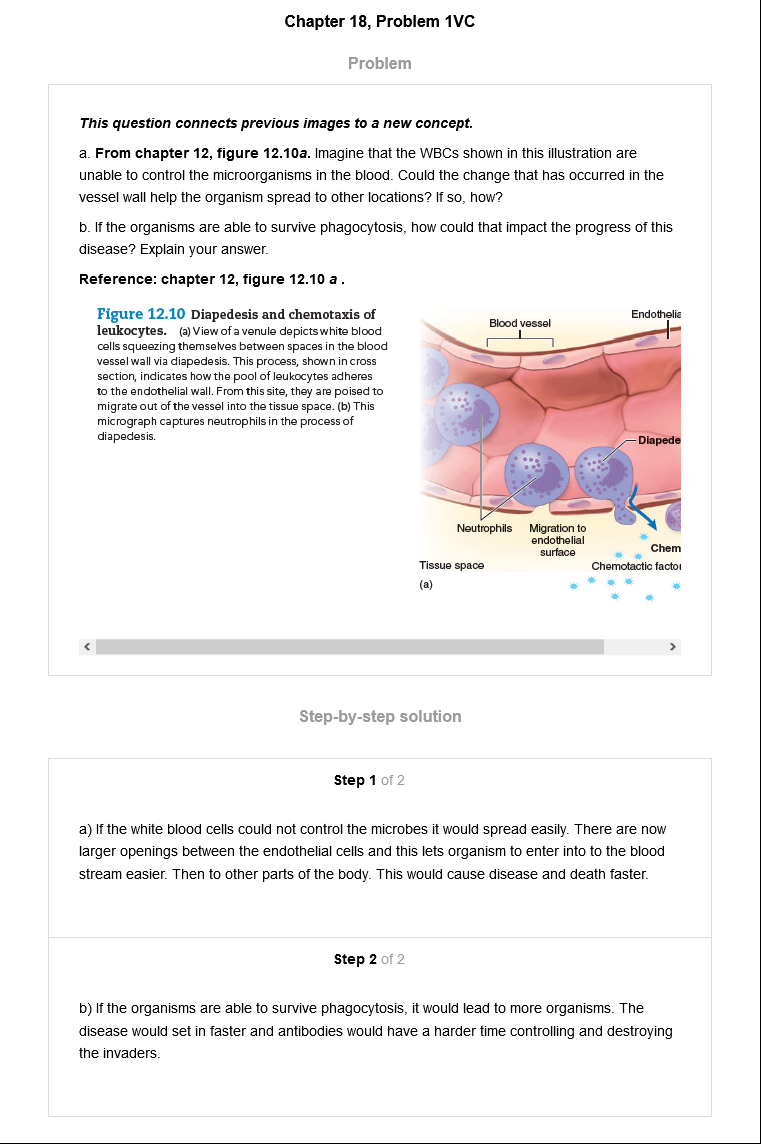 Chapter 18, Problem 1VC
Problem
This question connects previous images to a new concept.
a. From chapter 12, figure 12.10a. Imagine that the WBCs shown in this illustration are
unable to control the microorganisms in the blood. Could the change that has occurred in the
vessel wall help the organism spread to other locations? If so, how?
b. If the organisms are able to survive phagocytosis, how could that impact the progress of this
disease? Explain your answer.
Reference: chapter 12, figure 12.10 a .
Figure 12.10 Diapedesis and chemotaxis of
leukocytes. (a) View of a venule depicts white blood
cells squeezing themselves between spaces in the blood
vessel wall via diapedesis. This process, shown in cross
section, indicates how the pool of leukocytes adheres
to the endothelial wall. From this site, they are poised to
migrate out of the vessel into the tissue space. (b) This
micrograph captures neutrophils in the process of
diapedesis.
Blood vessel
Endothelia
Diapede
Neutrophils
Migration to
endothelial
surface
Chem
Tissue space
Chemotactic factor
(a)
Step-by-step solution
Step 1 of 2
a) If the white blood cells could not control the microbes it would spread easily. There are now
larger openings between the endothelial cells and this lets organism to enter into to the blood
stream easier. Then to other parts of the body. This would cause disease and death faster.
Step 2 of 2
b) If the organisms are able to survive phagocytosis, it would lead to more organisms. The
disease would set in faster and antibodies would have a harder time controlling and destroying
the invaders.